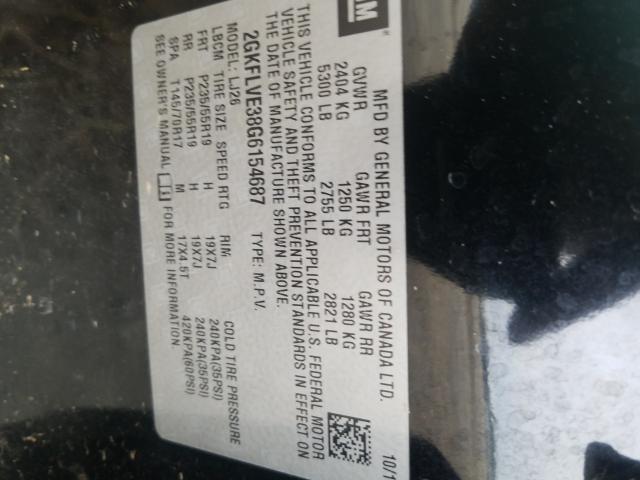 GM
MFD BY GENERAL MOTORS OF CANADA LTD. 10/1
GVWR GAWR FRT GAWR RR
2404 KG 1250 KG 1280 KG
5300 LB 2755 LB 2821 LB
THIS VEHICLE CONFORMS TO ALL APPLICABLE U.S. FEDERAL MOTOR
VEHICLE SAFETY AND THEFT PREVENTION STANDARDS IN EFFECT ON
THE DATE OF MANUFACTURE SHOWN ABOVE.
2GKFLVE38G6154687 TYPE: M.P.V.
MODEL: LJ26
LBCM TIRE SIZE SPEED RTG RIM COLD TIRE PRESSURE
FRT P235/55R19 H 19X7J 240KPA(35PSI)
RR P235/55R19 H 19X7J 240KPA(35PSI)
SPA T145/70R17 M 17X4.5T 420KPA(60PSI)
SEE OWNER'S MANUAL FOR MORE INFORMATION.